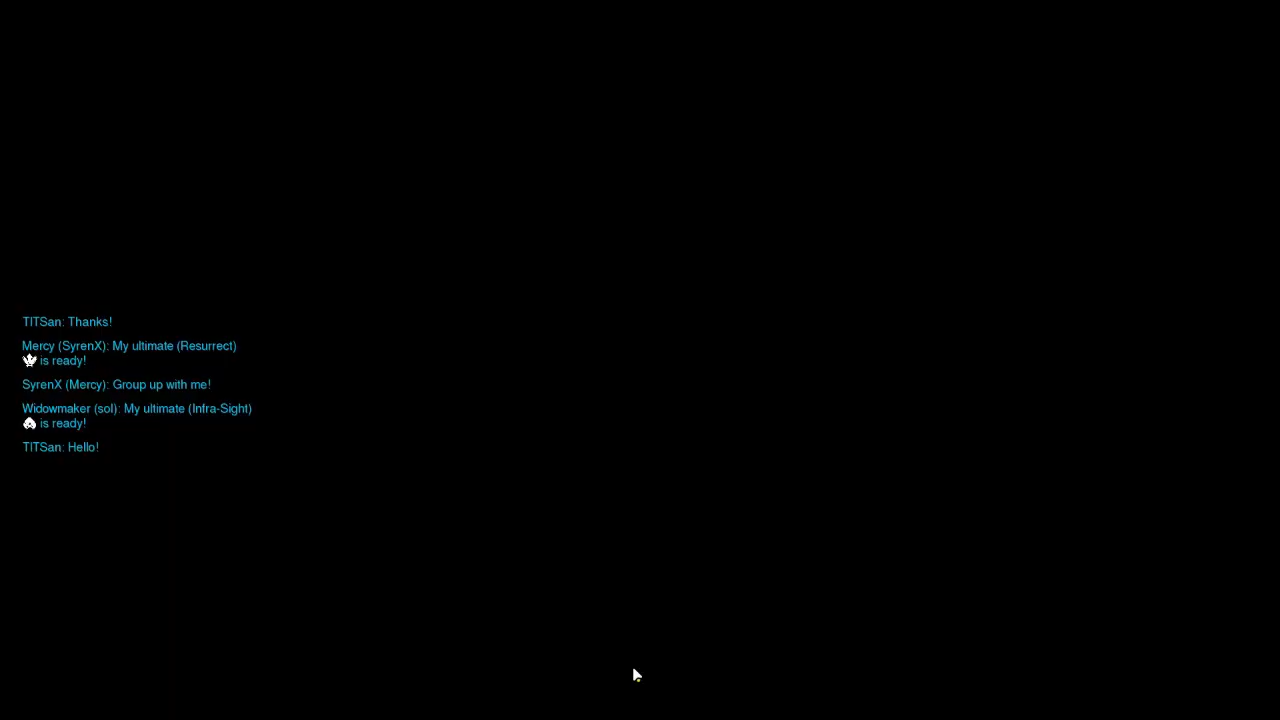 TITSan: Thanks!
Mercy (SyrenX): My ultimate (Resurrect)
is ready!
SyrenX (Mercy): Group up with me!
Widowmaker (sol): My ultimate (Infra-Sight)
is ready!
TITSan: Hello!